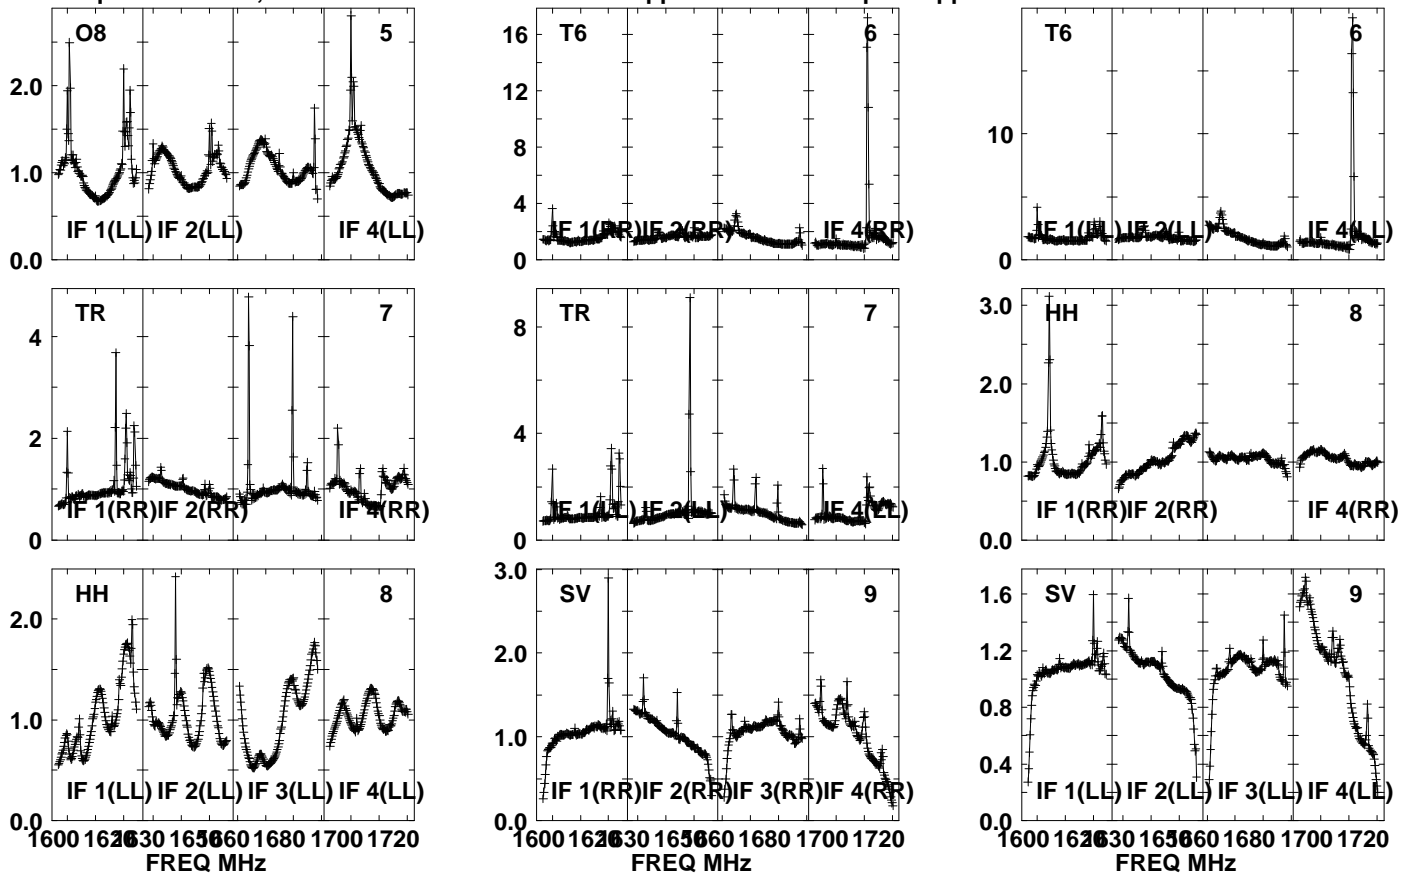 O8 5 T6 6 T6 6
2.0 16 10
1.0 12
0.0 8
4
0
0
IF 1(LL) IF 2(LL) IF 4(LL) IF 1(RR) IF 2(RR) IF 4(RR) IF 1(LL) IF 2(LL) IF 4(LL)
TR 7 TR 7 HH 8
4 8 3.0
2 4 2.0
0 0 1.0
0.0
IF 1(RR) IF 2(RR) IF 4(RR) IF 1(LL) IF 2(LL) IF 4(LL) IF 1(RR) IF 2(RR) IF 4(RR)
HH 8 SV 9 SV 9
2.0 3.0 1.6
1.0 2.0 1.2
0.0 1.0 0.8
0.0 0.4
0.0
IF 1(LL) IF 2(LL) IF 3(LL) IF 4(LL) IF 1(RR) IF 2(RR) IF 3(RR) IF 4(RR) IF 1(LL) IF 2(LL) IF 3(LL) IF 4(LL)
1600 1620 1630 1650 1660 1680 1700 1720 1600 1620 1630 1650 1660 1680 1700 1720 1600 1620 1630 1650 1660 1680 1700 1720
FREQ MHz FREQ MHz